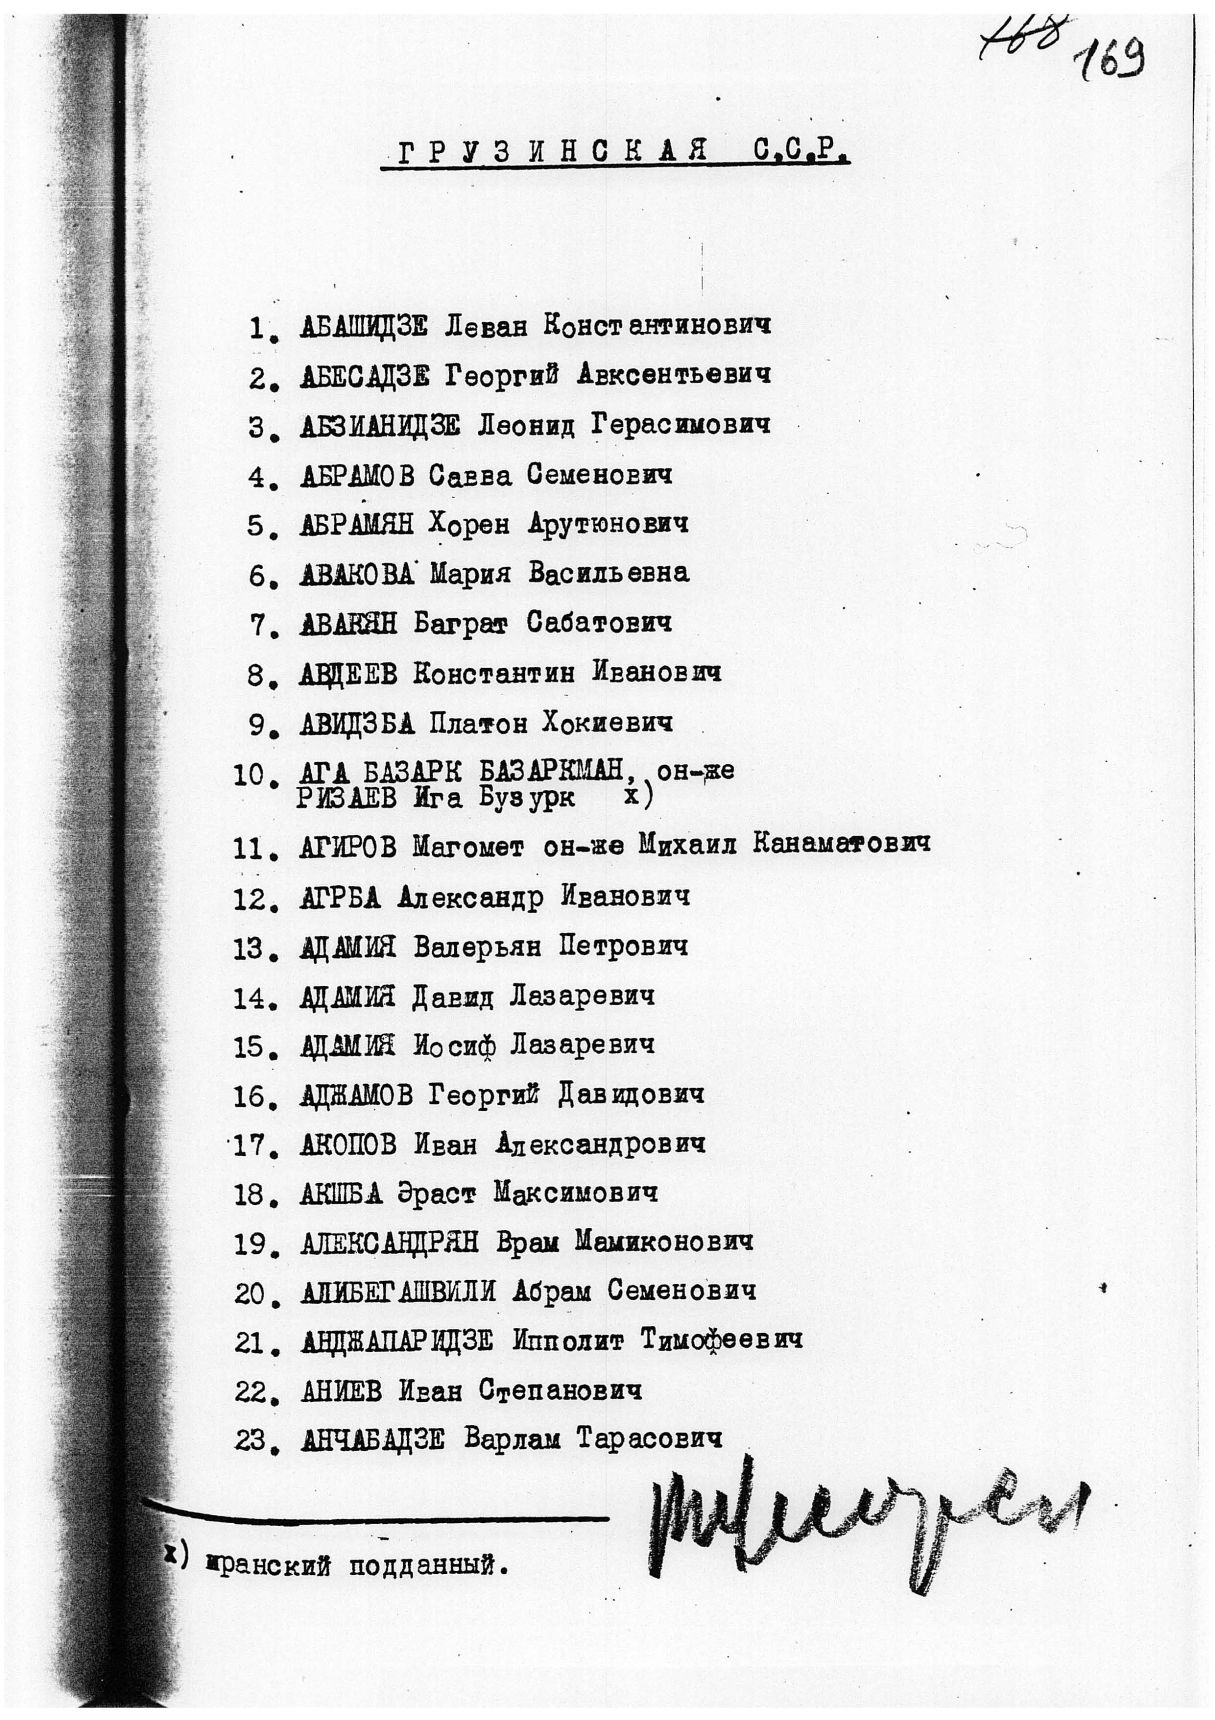 168 169
ГРУЗИНСКАЯ С.С.Р.
1. АБАШИДЗЕ Леван Константинович
2. АБЕСАДЗЕ Георгий Авксентьевич
3. АБЗИАНИДЗЕ Леонид Герасимович
4. АБРАМОВ Савва Семенович
5. АБРАМЯН Хорен Арутюнович
6. АВАКОВА Мария Васильевна
7. АВАКЯН Баграт Сабатович
8. АВДЕЕВ Константин Иванович
9. АВИДЗБА Платон Хокиевич
10. АГА БАЗАРК БАЗАРКМАН, он-же
РИЗАЕВ Ига Бузурк х)
11. АГИРОВ Магомет он-же Михаил Канаматович
12. АГРБА Александр Иванович
13. АДАМИЯ Валерьян Петрович
14. АДАМИЯ Давид Лазаревич
15. АДАМИЯ Иосиф Лазаревич
16. АДЖАМОВ Георгий Давидович
17. АКОПОВ Иван Александрович
18. АКШБА Эраст Максимович
19. АЛЕКСАНДРЯН Врам Мамиконович
20. АЛИБЕГАШВИЛИ Абрам Семенович
21. АНДЖАПАРИДЗЕ Ипполит Тимофеевич
22. АНИЕВ Иван Степанович
23. АНЧАБАДЗЕ Варлам Тарасович
х) иранский подданный.